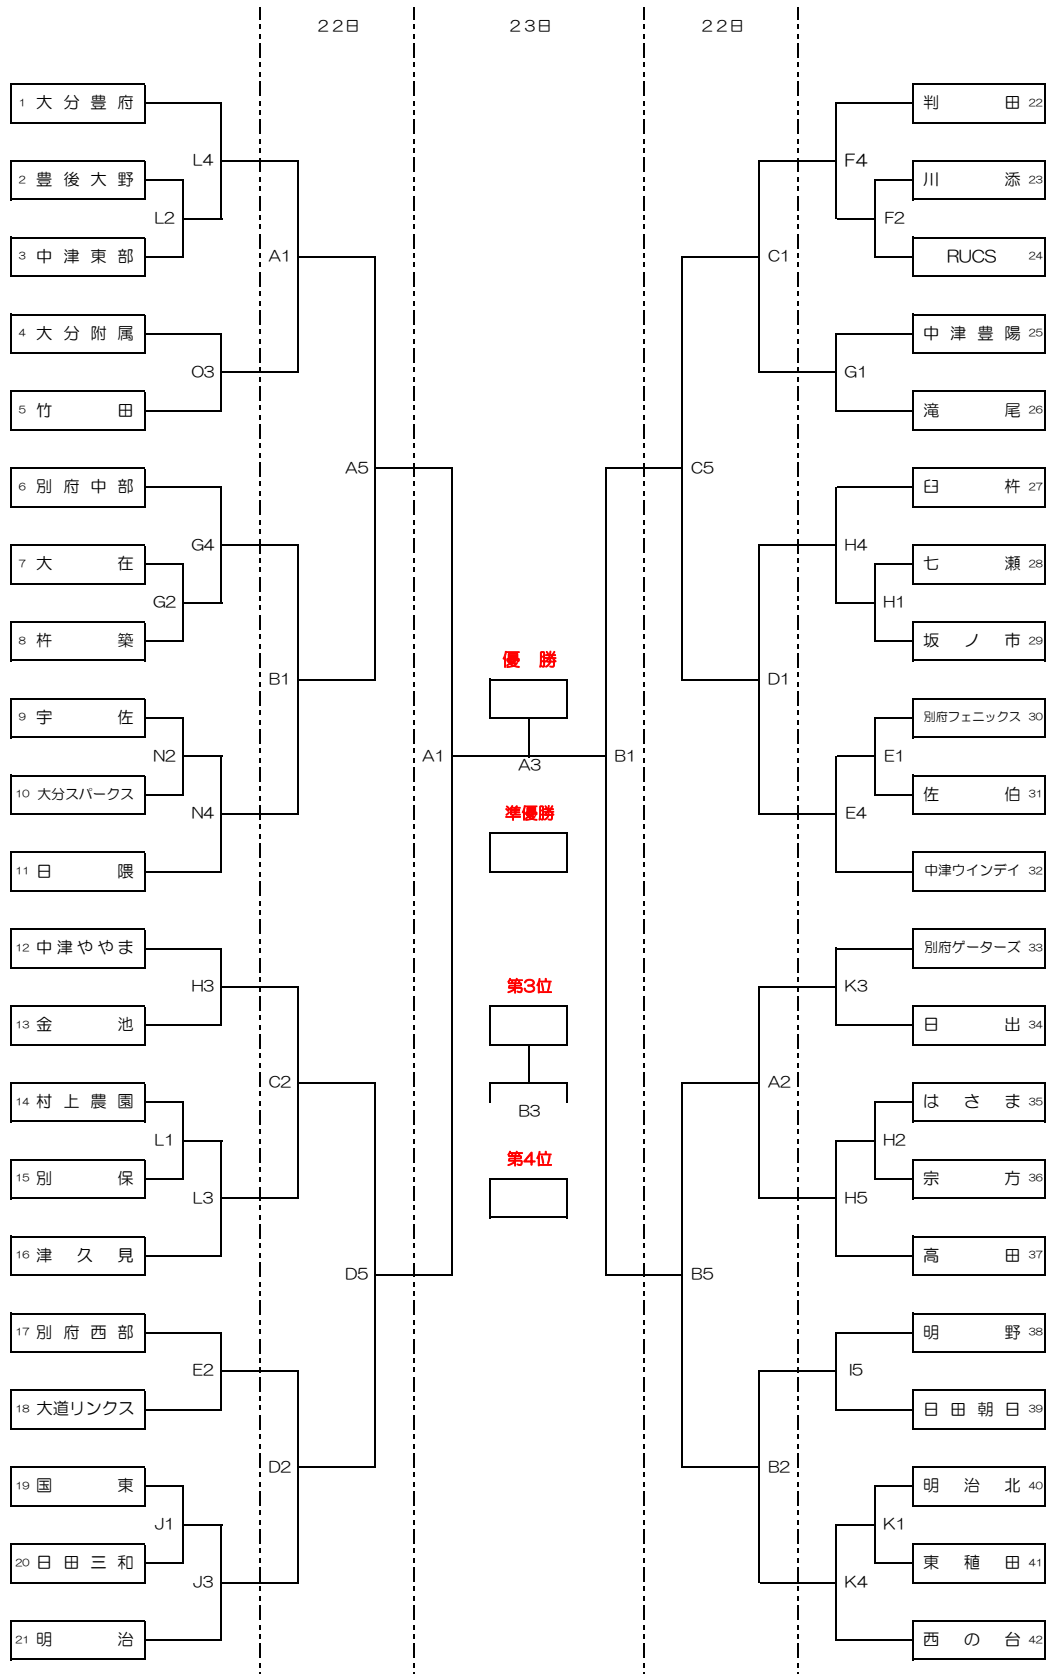 22日
23日
22日
1 大分豊府
L4
2 豊後大野
L2
3 中津東部
A1
4 大分附属
O3
5 竹田
A5
6 別府中部
G4
7 大在
G2
8 杵築
B1
9 宇佐
N2
10 大分スパークス
N4
11 日隈
A1
12 中津ややま
H3
13 金池
C2
14 村上農園
L1
15 別保
L3
16 津久見
D5
17 別府西部
E2
18 大道リンクス
D2
19 国東
J1
20 日田三和
J3
21 明治
優勝
A3
準優勝
第3位
B3
第4位
判田 22
F4
川添 23
F2
RUCS 24
C1
中津豊陽 25
G1
滝尾 26
C5
臼杵 27
H4
七瀬 28
H1
坂ノ市 29
D1
別府フェニックス 30
E1
佐伯 31
E4
中津ウインデイ 32
B1
別府ゲーターズ 33
K3
日出 34
A2
はさま 35
H2
宗方 36
H5
高田 37
B5
明野 38
I5
日田朝日 39
B2
明治北 40
K1
東稙田 41
K4
西の台 42